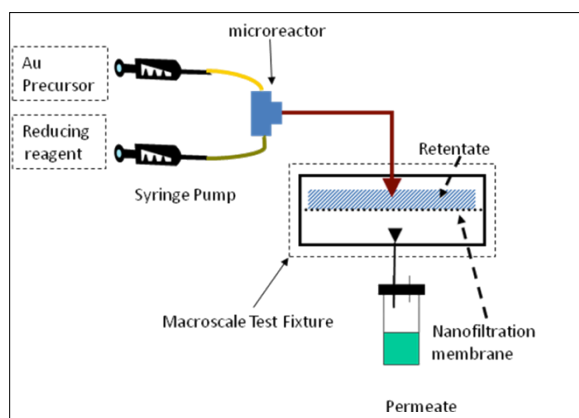 microreactor
Au
Precursor
Reducing
reagent
Syringe Pump
Retentate
Macroscale Test Fixture
Nanofiltration
membrane
Permeate